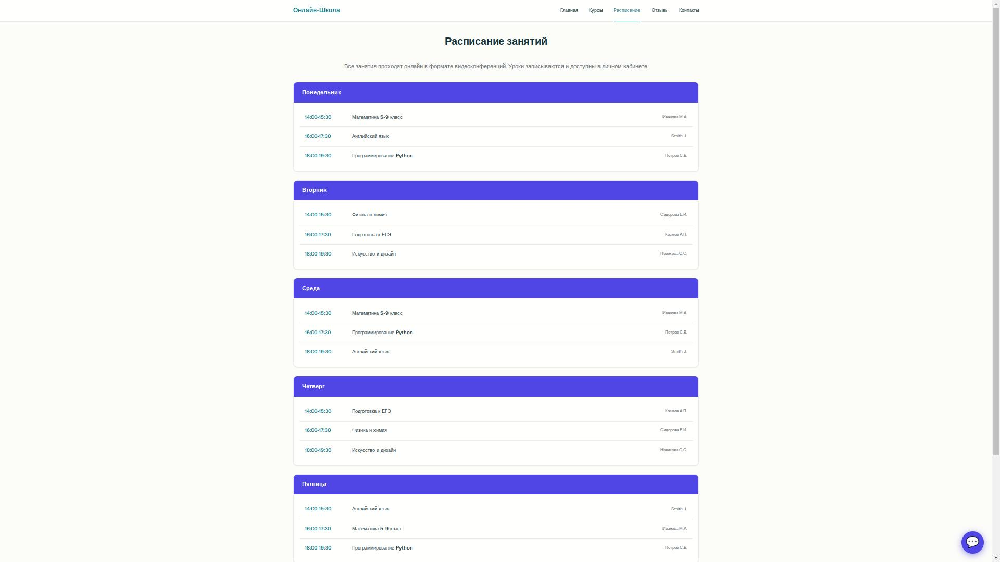 Онлайн-Школа
Главная Курсы Расписание Отзывы Контакты
Расписание занятий
Все занятия проходят онлайн в формате видеоконференций. Уроки записываются и доступны в личном кабинете.
Понедельник
14:00-15:30 Математика 5-9 класс Иванова М.А.
16:00-17:30 Английский язык Smith J.
18:00-19:30 Программирование Python Петров С.В.
Вторник
14:00-15:30 Физика и химия Сидорова Е.И.
16:00-17:30 Подготовка к ЕГЭ Козлов А.П.
18:00-19:30 Искусство и дизайн Новикова О.С.
Среда
14:00-15:30 Математика 5-9 класс Иванова М.А.
16:00-17:30 Программирование Python Петров С.В.
18:00-19:30 Английский язык Smith J.
Четверг
14:00-15:30 Подготовка к ЕГЭ Козлов А.П.
16:00-17:30 Физика и химия Сидорова Е.И.
18:00-19:30 Искусство и дизайн Новикова О.С.
Пятница
14:00-15:30 Английский язык Smith J.
16:00-17:30 Математика 5-9 класс Иванова М.А.
18:00-19:30 Программирование Python Петров С.В.